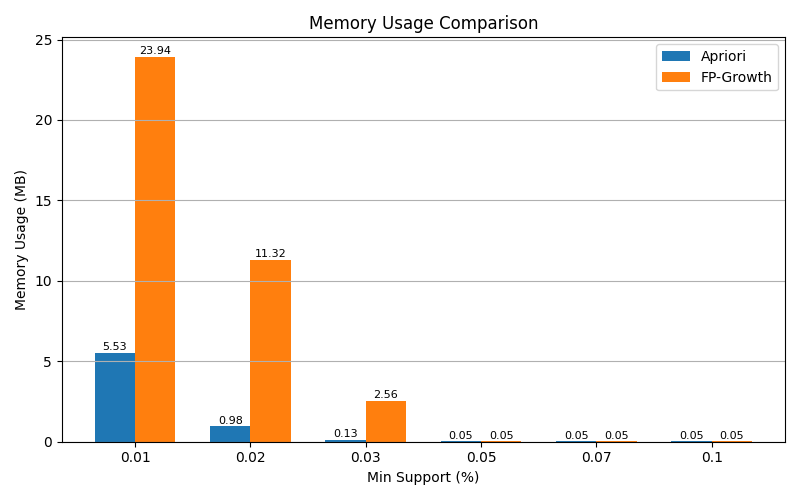 Memory Usage Comparison
Apriori
FP-Growth
Memory Usage (MB)
25
20
15
10
5
0
23.94
5.53
11.32
0.98
2.56
0.13
0.05 0.05 0.05 0.05 0.05 0.05
0.01 0.02 0.03 0.05 0.07 0.1
Min Support (%)